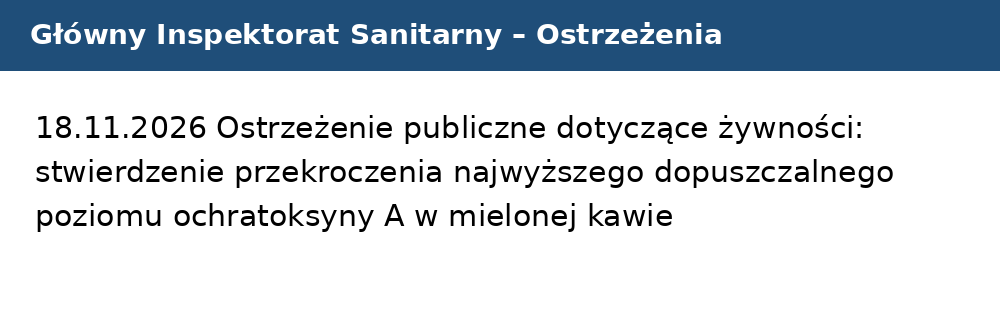 Główny Inspektorat Sanitarny – Ostrzeżenia
18.11.2026 Ostrzeżenie publiczne dotyczące żywności:
stwierdzenie przekroczenia najwyższego dopuszczalnego
poziomu ochratoksyny A w mielonej kawie